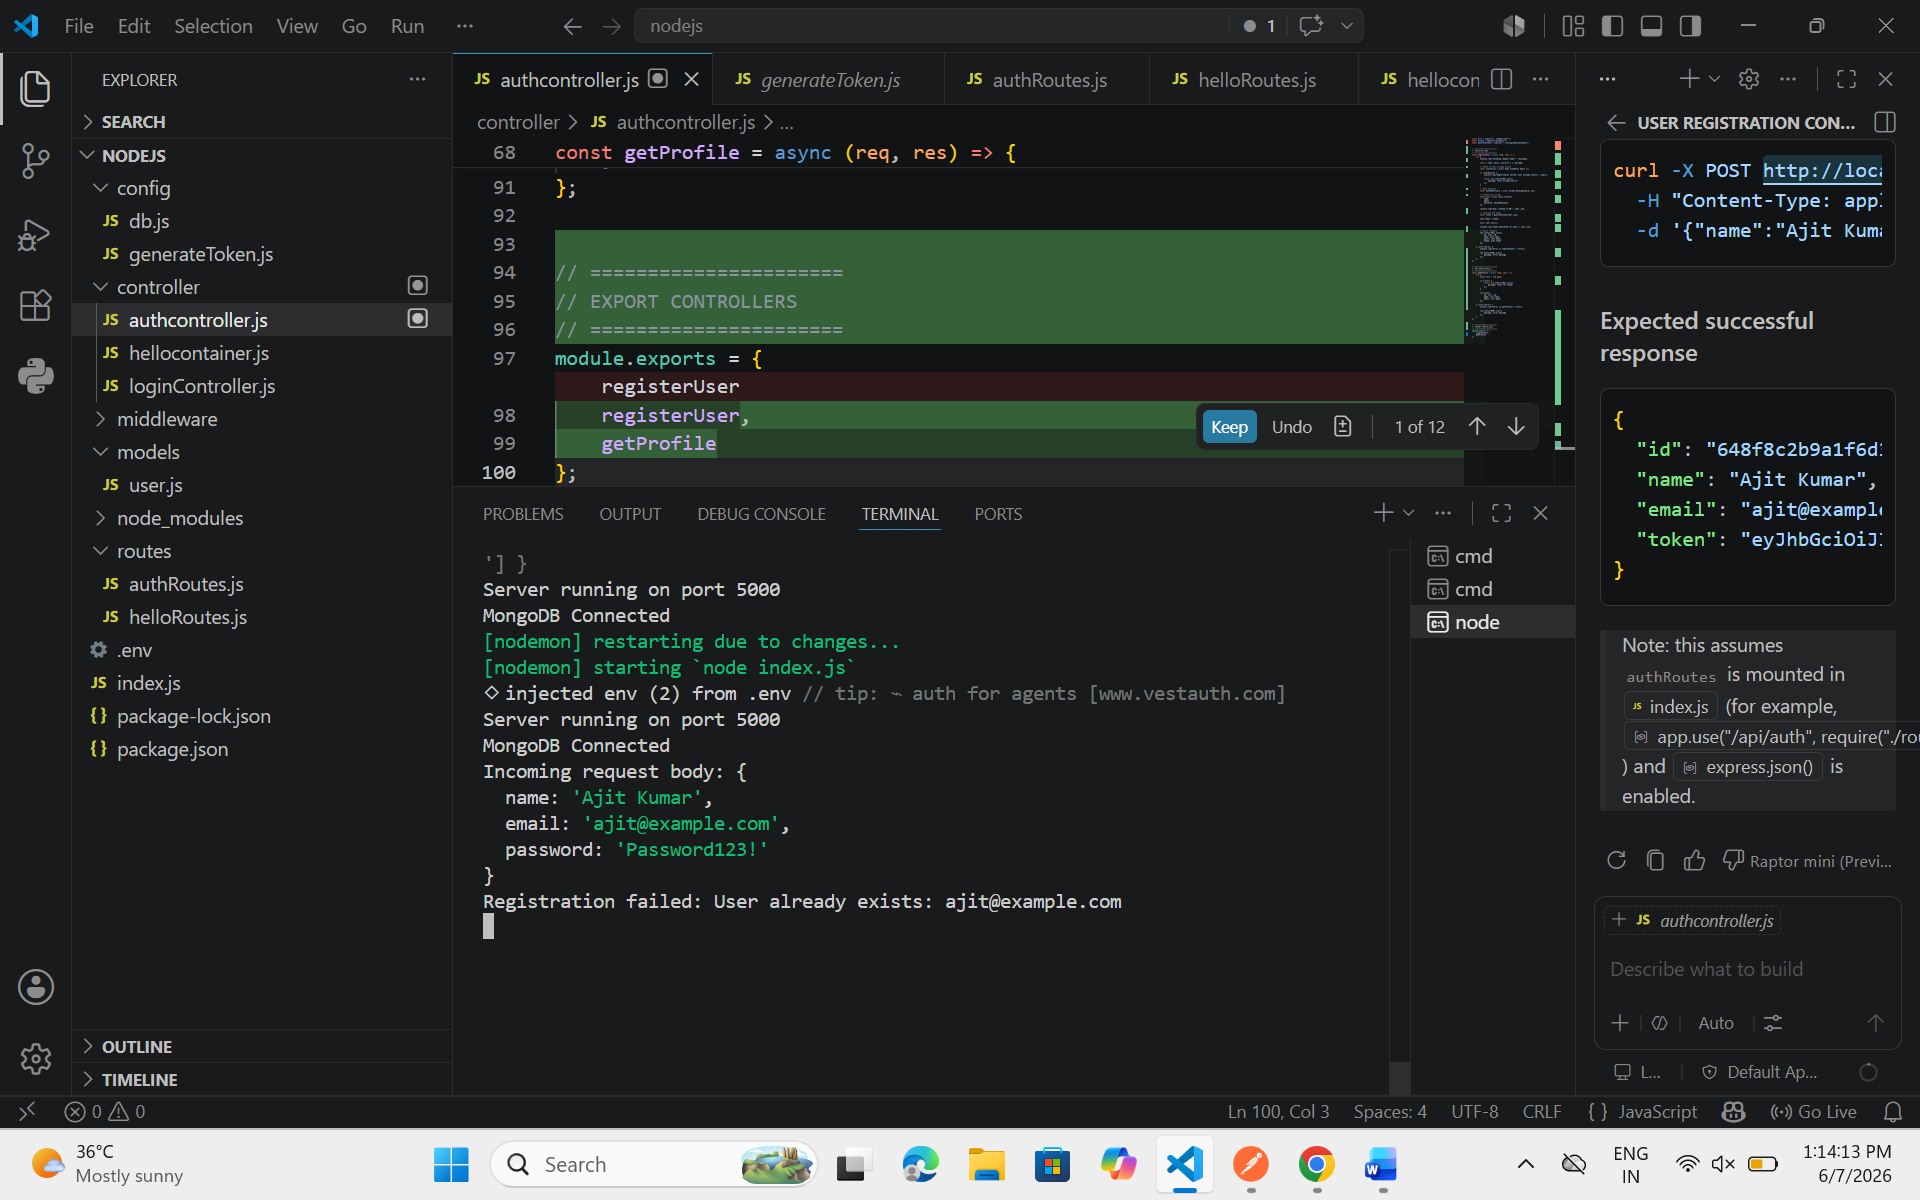 File Edit Selection View Go Run ...
nodejs
1
EXPLORER
SEARCH
NODEJS
config
JS db.js
JS generateToken.js
controller
JS authcontroller.js
JS hellocontainer.js
JS loginController.js
middleware
models
JS user.js
node_modules
routes
JS authRoutes.js
JS helloRoutes.js
.env
JS index.js
{} package-lock.json
{} package.json
OUTLINE
TIMELINE
JS authcontroller.js
JS generateToken.js
JS authRoutes.js
JS helloRoutes.js
JS hellocon
controller > JS authcontroller.js > ...
68 const getProfile = async (req, res) => {
91 };
92
93
94 // ======================
95 // EXPORT CONTROLLERS
96 // ======================
97 module.exports = {
registerUser
98 registerUser,
99 getProfile
100 };
Keep Undo 1 of 12
PROBLEMS OUTPUT DEBUG CONSOLE TERMINAL PORTS
'] }
Server running on port 5000
MongoDB Connected
[nodemon] restarting due to changes...
[nodemon] starting `node index.js`
◇ injected env (2) from .env // tip: ⌁ auth for agents [www.vestauth.com]
Server running on port 5000
MongoDB Connected
Incoming request body: {
name: 'Ajit Kumar',
email: 'ajit@example.com',
password: 'Password123!'
}
Registration failed: User already exists: ajit@example.com
cmd
cmd
node
USER REGISTRATION CON...
curl -X POST http://loca
-H "Content-Type: appl
-d '{"name":"Ajit Kuma
Expected successful
response
{
"id": "648f8c2b9a1f6d3
"name": "Ajit Kumar",
"email": "ajit@example
"token": "eyJhbGciOiJI
}
Note: this assumes
authRoutes is mounted in
JS index.js (for example,
app.use("/api/auth", require("./rou
) and express.json() is
enabled.
Raptor mini (Previ...
JS authcontroller.js
Describe what to build
Auto
L... Default Ap...
0 0
Ln 100, Col 3 Spaces: 4 UTF-8 CRLF {} JavaScript Go Live
36°C
Mostly sunny
Search
ENG
IN
1:14:13 PM
6/7/2026